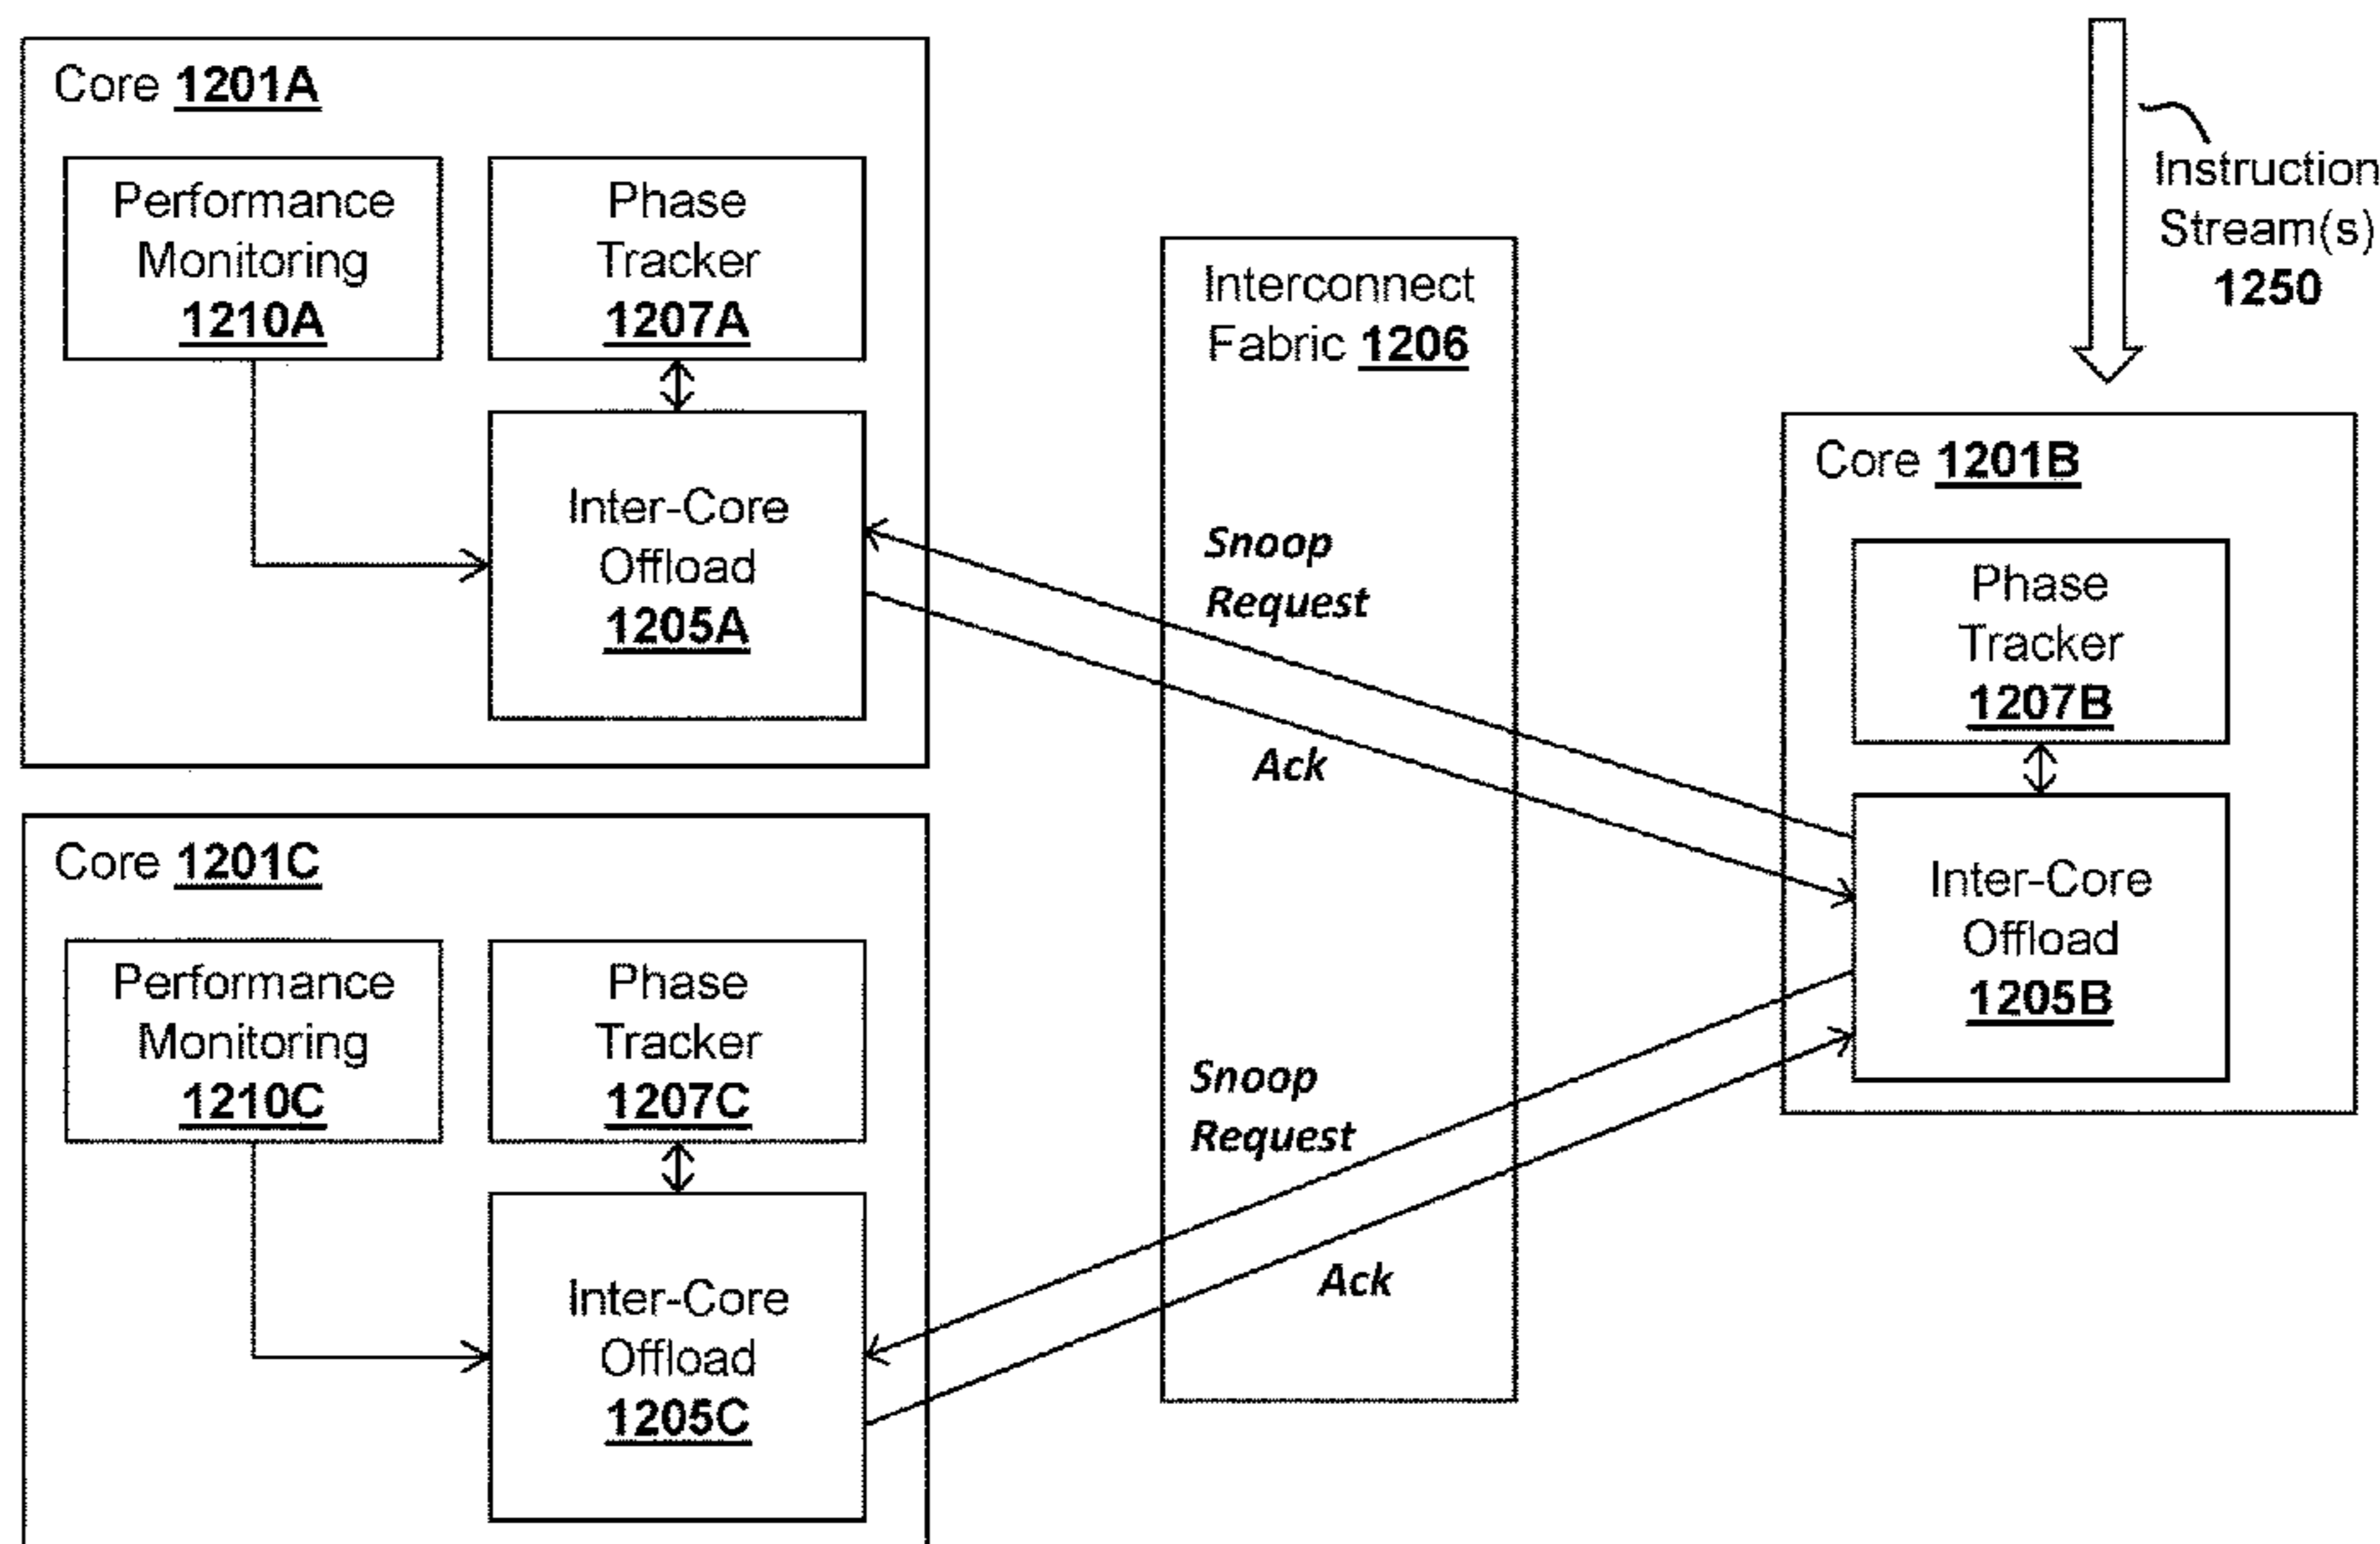 Core 1201A
Performance
Monitoring
1210A
Phase
Tracker
1207A
Inter-Core
Offload
1205A
Core 1201C
Performance
Monitoring
1210C
Phase
Tracker
1207C
Inter-Core
Offload
1205C
Interconnect
Fabric 1206
Snoop
Request
Ack
Snoop
Request
Ack
Instruction
Stream(s)
1250
Core 1201B
Phase
Tracker
1207B
Inter-Core
Offload
1205B